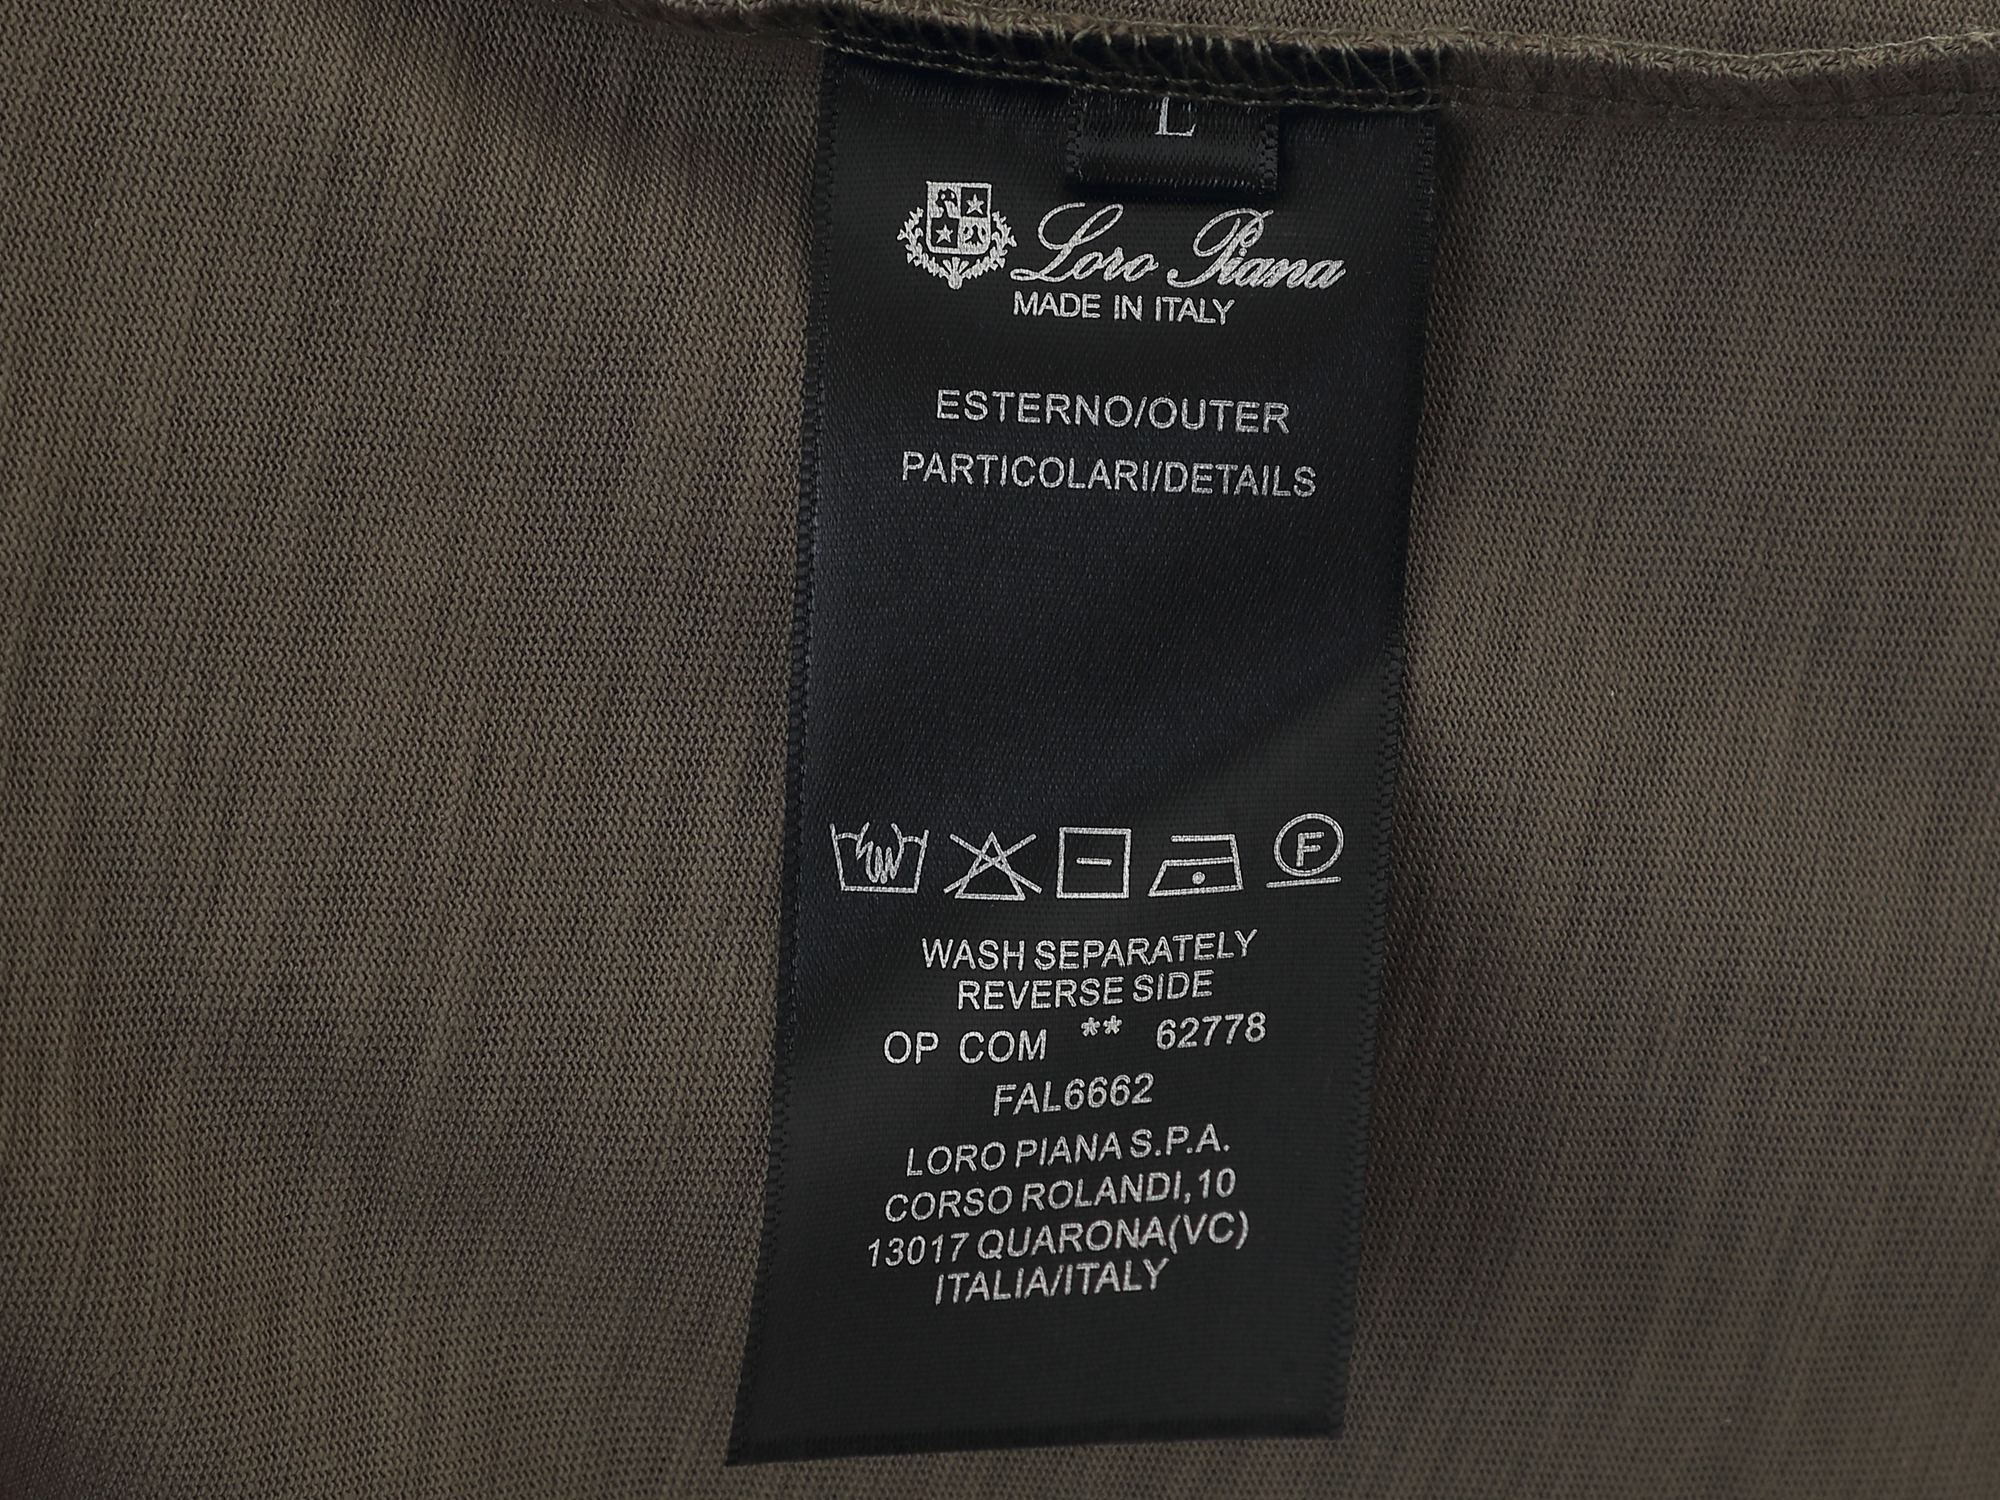 L
Loro Piana
MADE IN ITALY
ESTERNO/OUTER
PARTICOLARI/DETAILS
F
WASH SEPARATELY
REVERSE SIDE
OP COM ** 62778
FAL6662
LORO PIANA S.P.A.
CORSO ROLANDI,10
13017 QUARONA(VC)
ITALIA/ITALY